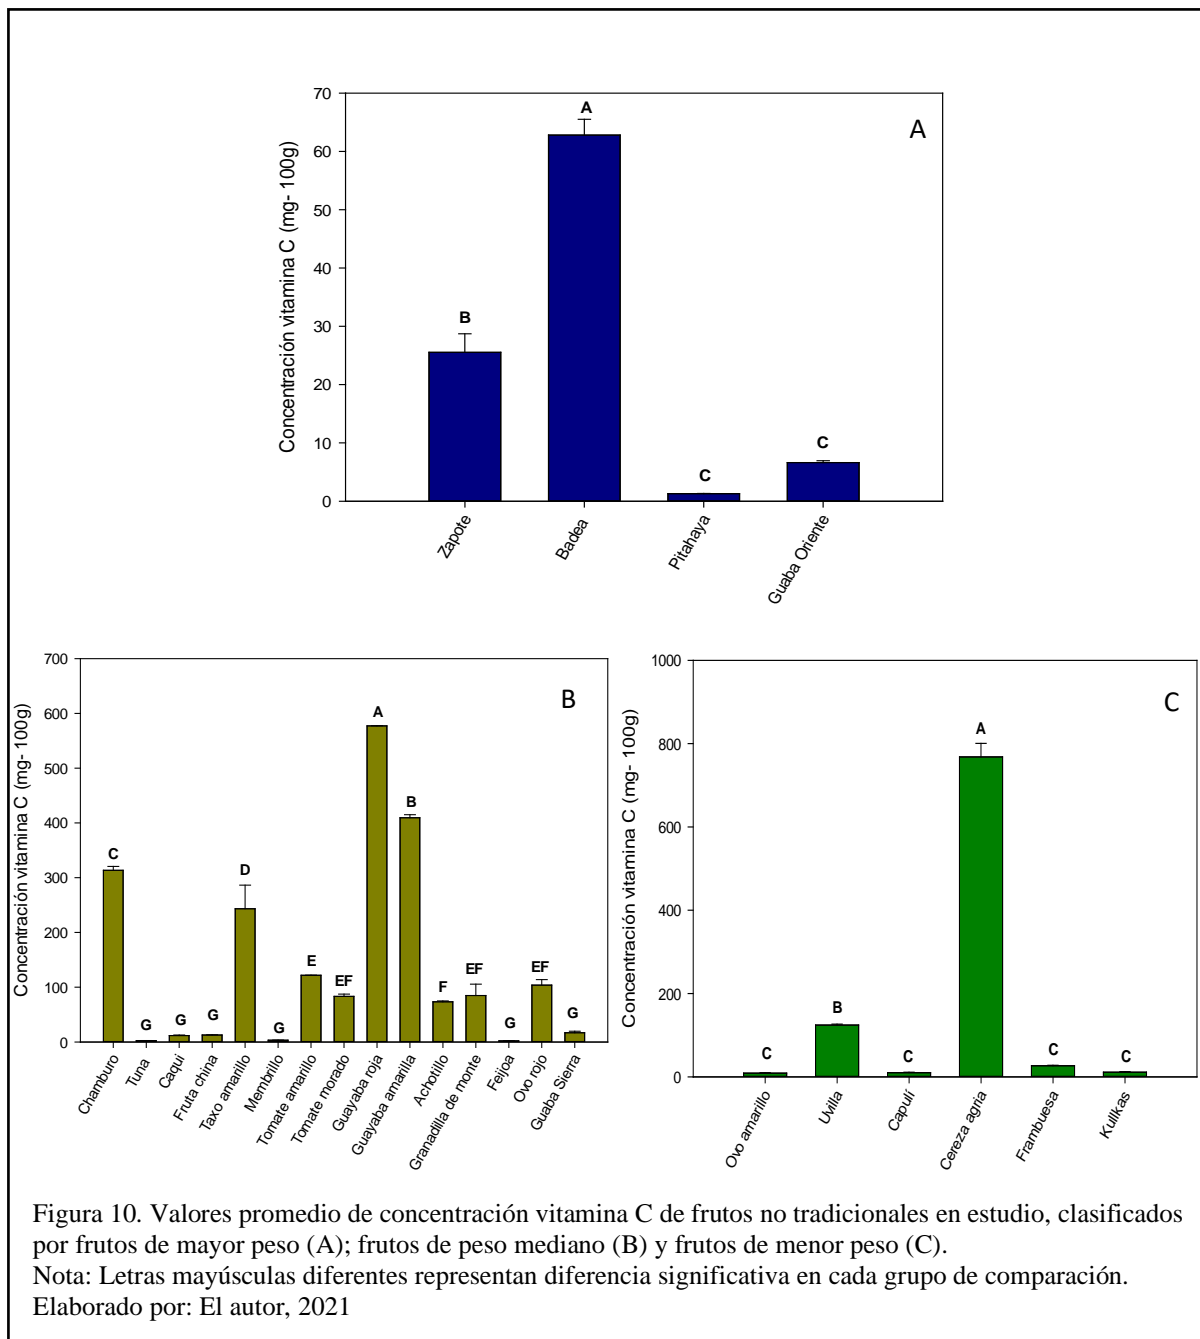 70
60
50
40
30
20
10
0
Concentración vitamina C (mg- 100g)
A
B
A
C
C
Zapote
Badea
Pitahaya
Guaba Oriente
700
600
500
400
300
200
100
0
Concentración vitamina C (mg- 100g)
B
C
G
G
G
D
G
E
EF
A
B
F
EF
G
EF
G
Chamburo
Tuna
Caqui
Fruta china
Taxo amarillo
Membrillo
Tomate amarillo
Tomate morado
Guayaba roja
Guayaba amarilla
Achotillo
Granadilla de monte
Feijoa
Ovo rojo
Guaba Sierra
1000
800
600
400
200
0
Concentración vitamina C (mg- 100g)
C
C
B
C
A
C
C
Ovo amarillo
Uvilla
Capulí
Cereza agria
Frambuesa
Kullkas
Figura 10. Valores promedio de concentración vitamina C de frutos no tradicionales en estudio, clasificados
por frutos de mayor peso (A); frutos de peso mediano (B) y frutos de menor peso (C).
Nota: Letras mayúsculas diferentes representan diferencia significativa en cada grupo de comparación.
Elaborado por: El autor, 2021